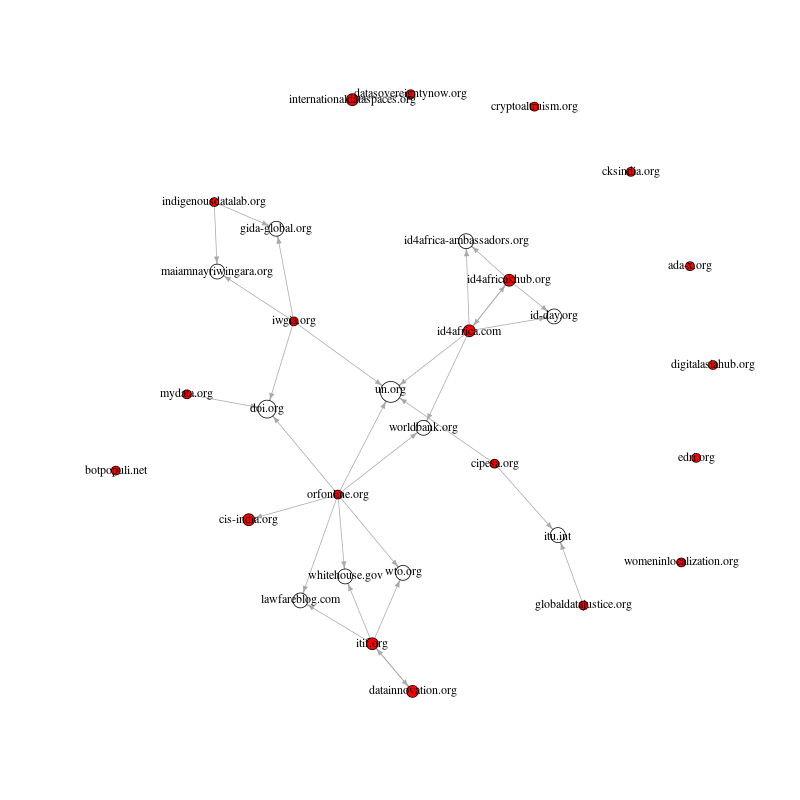 datasovereigntynow.org
internationaldataspaces.org
cryptoaltruism.org
cksindia.org
indigenousdatalab.org
gida-global.org
id4africa-ambassadors.org
maiamnayriwingara.org
id4africakhub.org
id-day.org
iwgia.org
id4africa.com
digitalasiahub.org
un.org
mydata.org
doi.org
worldbank.org
edri.org
cipesa.org
botpopuli.net
orfonline.org
cis-india.org
itu.int
womeninlocalization.org
whitehouse.gov
wto.org
lawfareblog.com
globaldatajustice.org
itif.org
datainnovation.org